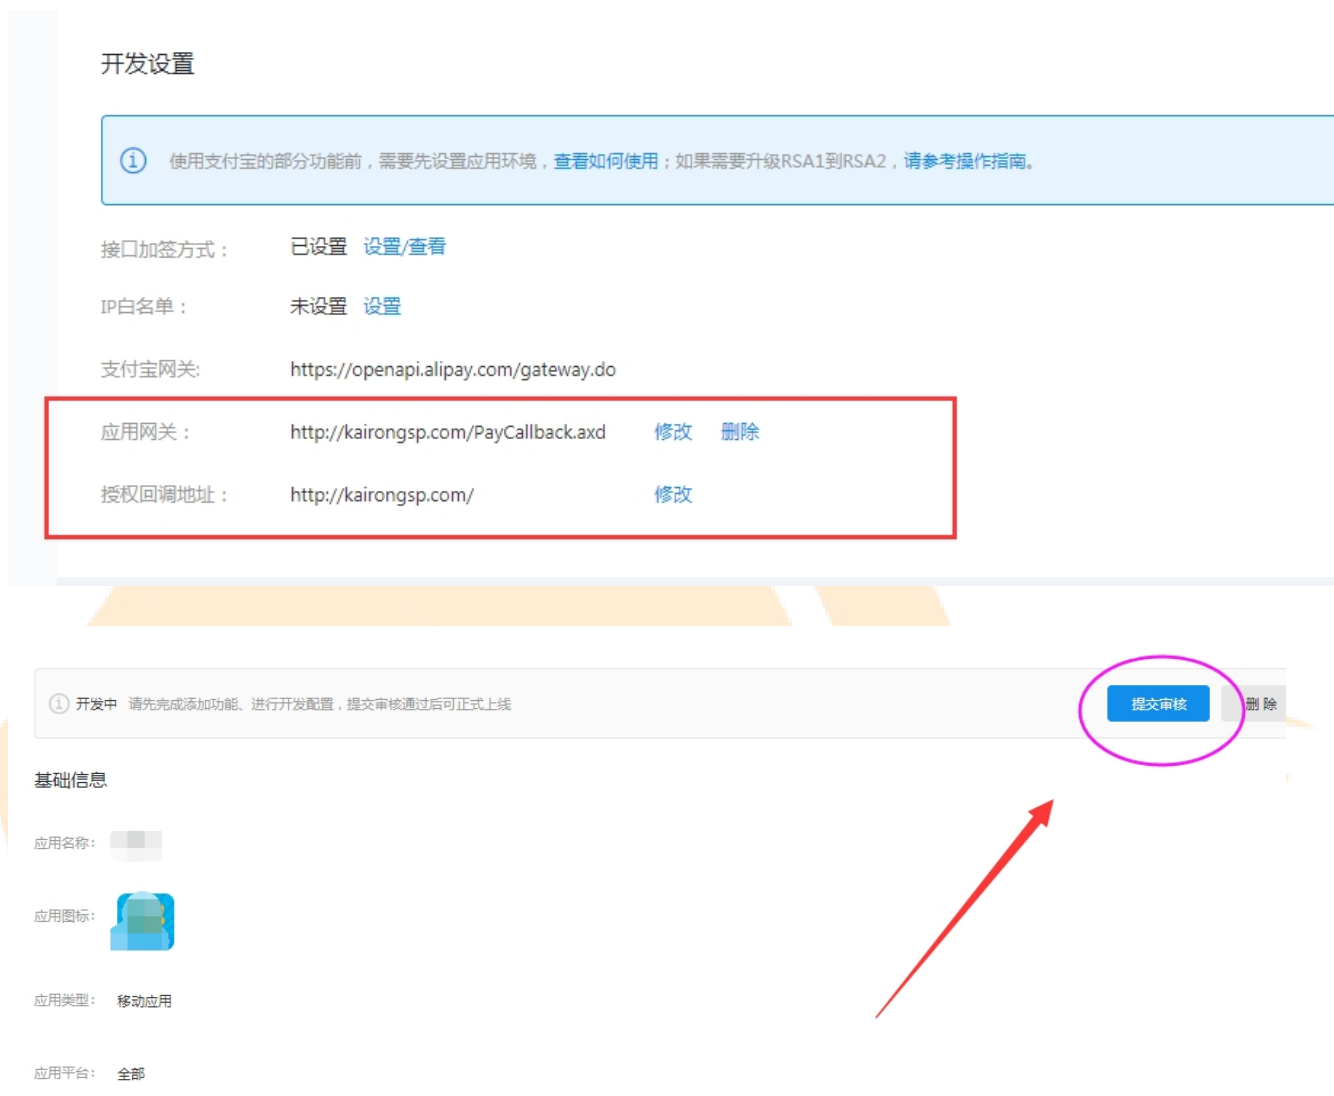 开发设置
使用支付宝的部分功能前，需要先设置应用环境，查看如何使用；如果需要升级RSA1到RSA2，请参考操作指南。
接口加签方式： 已设置 设置/查看
IP白名单： 未设置 设置
支付宝网关: https://openapi.alipay.com/gateway.do
应用网关： http://kairongsp.com/PayCallback.axd 修改 删除
授权回调地址： http://kairongsp.com/ 修改
开发中 请先完成添加功能、进行开发配置，提交审核通过后可正式上线 提交审核 删除
基础信息
应用名称：
应用图标：
应用类型： 移动应用
应用平台： 全部